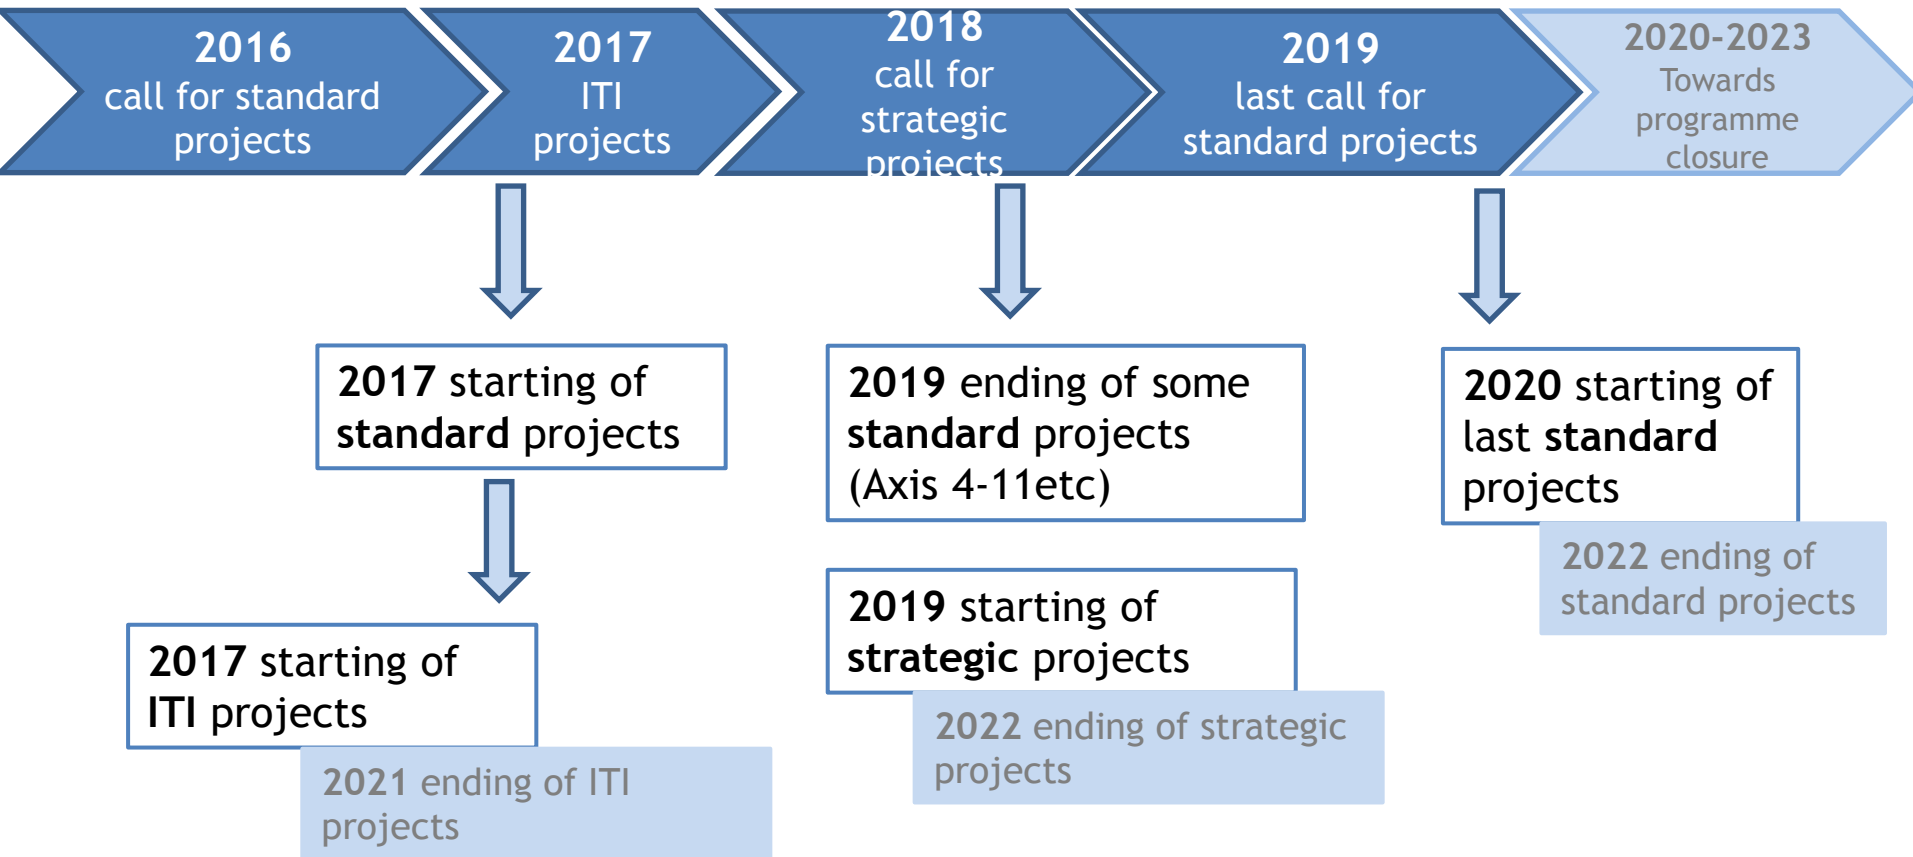 2016
call for standard
projects
2017
ITI
projects
2018
call for
strategic
projects
2019
last call for
standard projects
2020-2023
Towards
programme
closure
2017 starting of
standard projects
2019 ending of some
standard projects
(Axis 4-11etc)
2020 starting of
last standard
projects
2022 ending of
standard projects
2019 starting of
strategic projects
2022 ending of strategic
projects
2017 starting of
ITI projects
2021 ending of ITI
projects